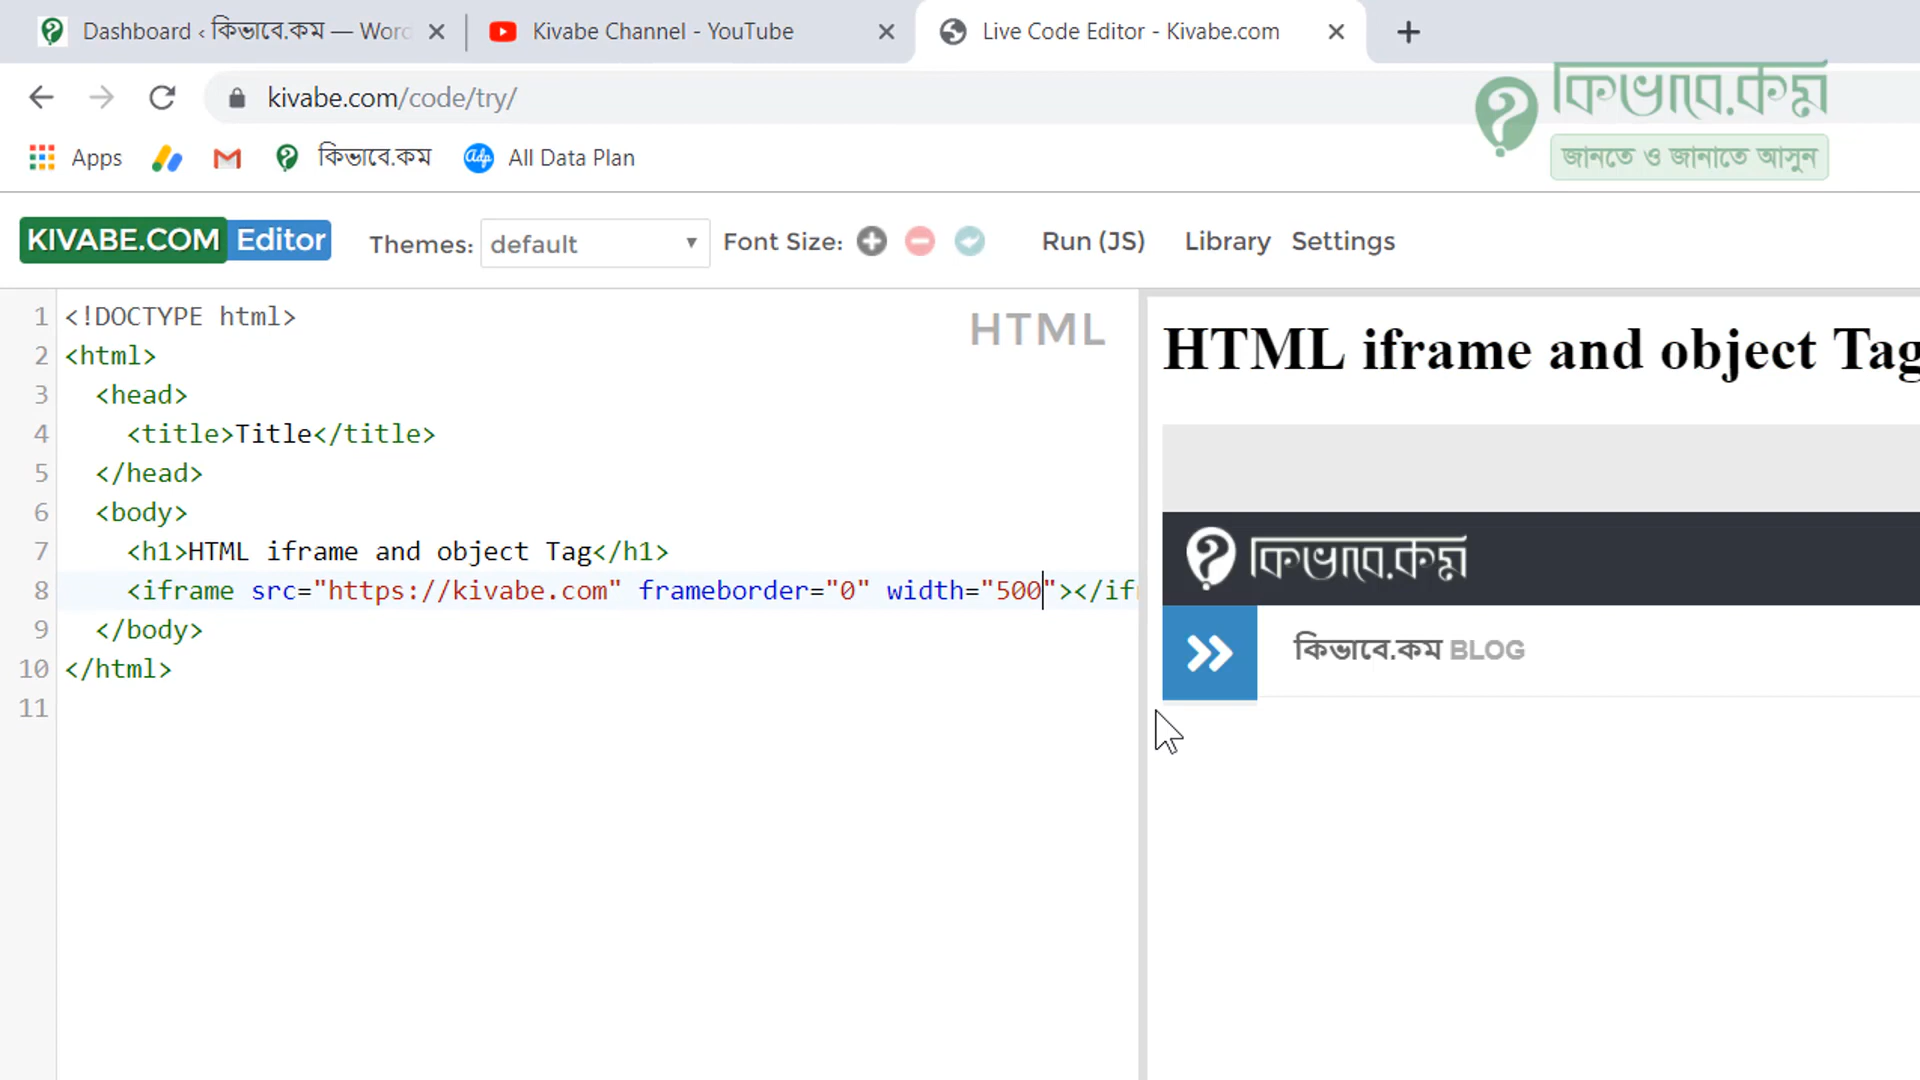 Dashboard ‹ কিভাবে.কম — Word
Kivabe Channel - YouTube
Live Code Editor - Kivabe.com
kivabe.com/code/try/
কিভাবে.কম
জানতে ও জানাতে আসুন
Apps
কিভাবে.কম
Adp All Data Plan
KIVABE.COM Editor
Themes: default
Font Size:
Run (JS)
Library
Settings
HTML
1 <!DOCTYPE html>
2 <html>
3 <head>
4 <title>Title</title>
5 </head>
6 <body>
7 <h1>HTML iframe and object Tag</h1>
8 <iframe src="https://kivabe.com" frameborder="0" width="500"></ifr
9 </body>
10 </html>
11
HTML iframe and object Tag
কিভাবে.কম
কিভাবে.কম BLOG